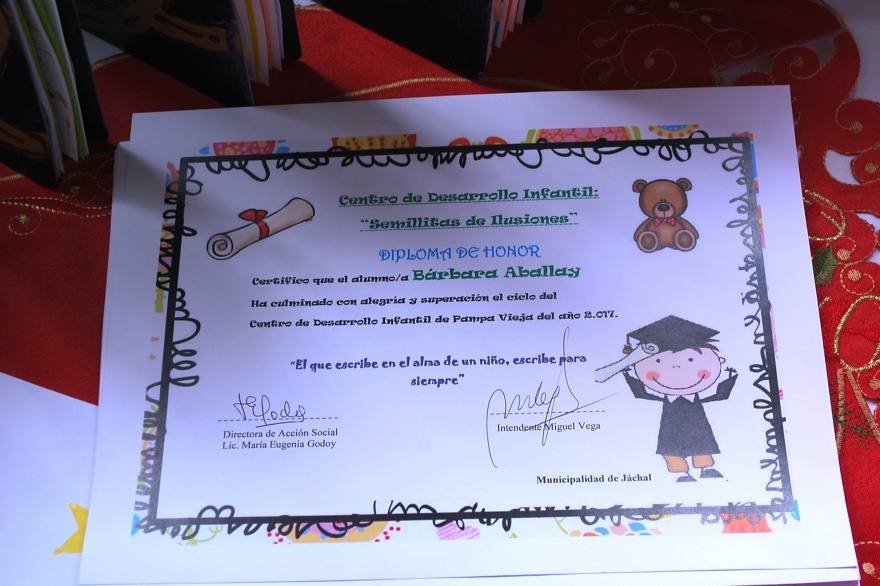 Centro de Desarrollo Infantil:
"Semillitas de Ilusiones"
DIPLOMA DE HONOR
Certifico que el alunmo/a Bárbara Aballay
Ha culminado con alegria y superación el ciclo del
Centro de Desarrollo Infantil de Pampa Vieja del año 2.017.
"El que escribe en el alma de un niño, escribe para
siempre"
Directora de Acción Social
Lic. María Eugenia Godoy
Intendente Miguel Vega
Municipalidad de Jáchal